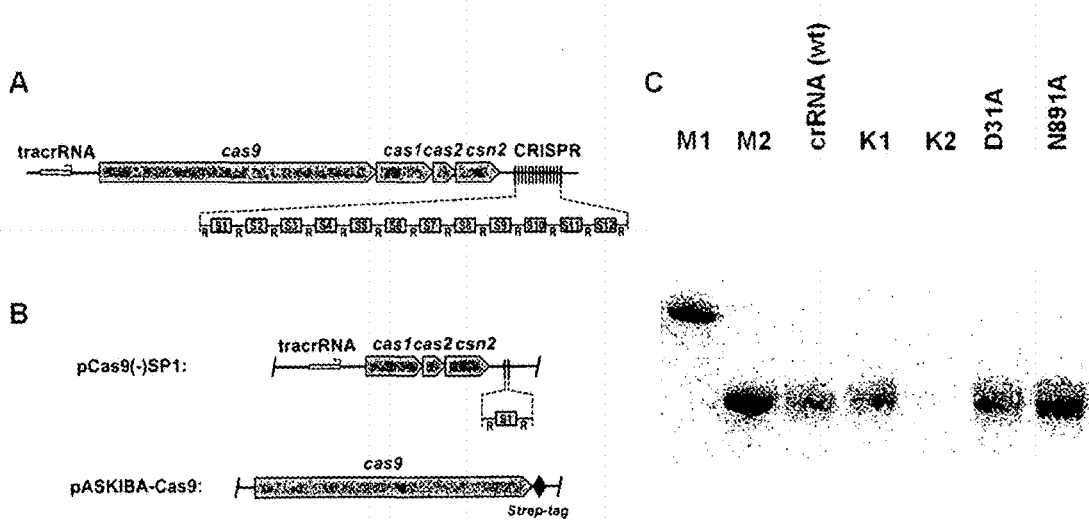 A
tracrRNA cas9 cas1 cas2 csn2 CRISPR
R S1 R S2 R S3 R S4 R S5 R S6 R S7 R S8 R S9 R S10 R S11 R S12 R
B
pCas9(-)SP1:
tracrRNA cas1 cas2 csn2
R S1 R
pASKIBA-Cas9:
cas9
Strep-tag
C
M1 M2 crRNA (wt) K1 K2 D31A N891A